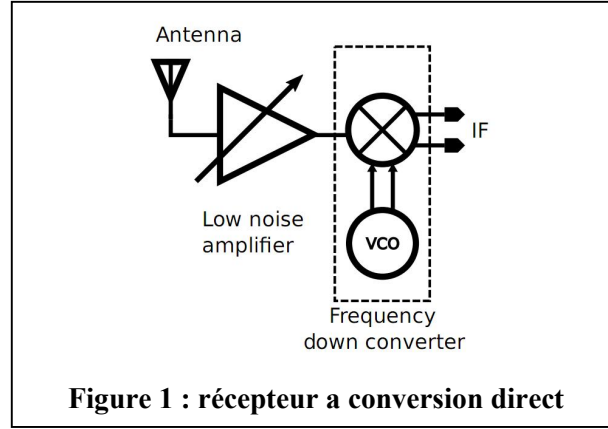 Antenna
IF
Low noise
amplifier
VCO
Frequency
down converter
Figure 1 : récepteur a conversion direct